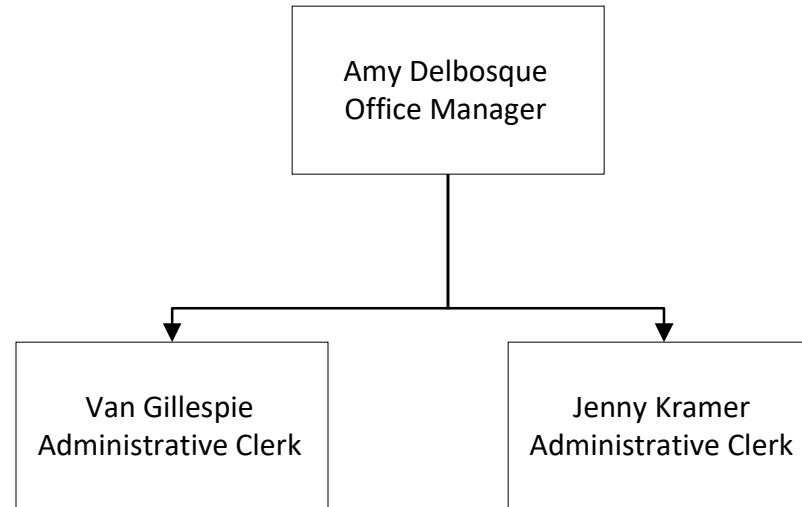 Amy Delbosque
Office Manager
Van Gillespie
Administrative Clerk
Jenny Kramer
Administrative Clerk